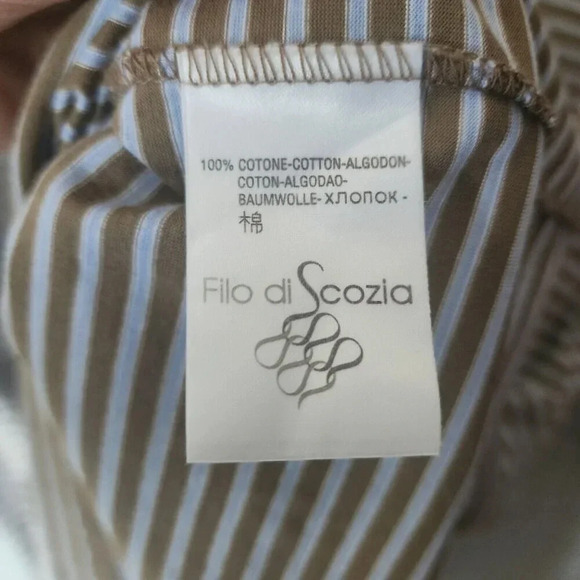 100% COTONE-COTTON-ALGODON-
COTON-ALGODAO-
BAUMWOLLE-ХЛОПОК-
棉
Filo di Scozia